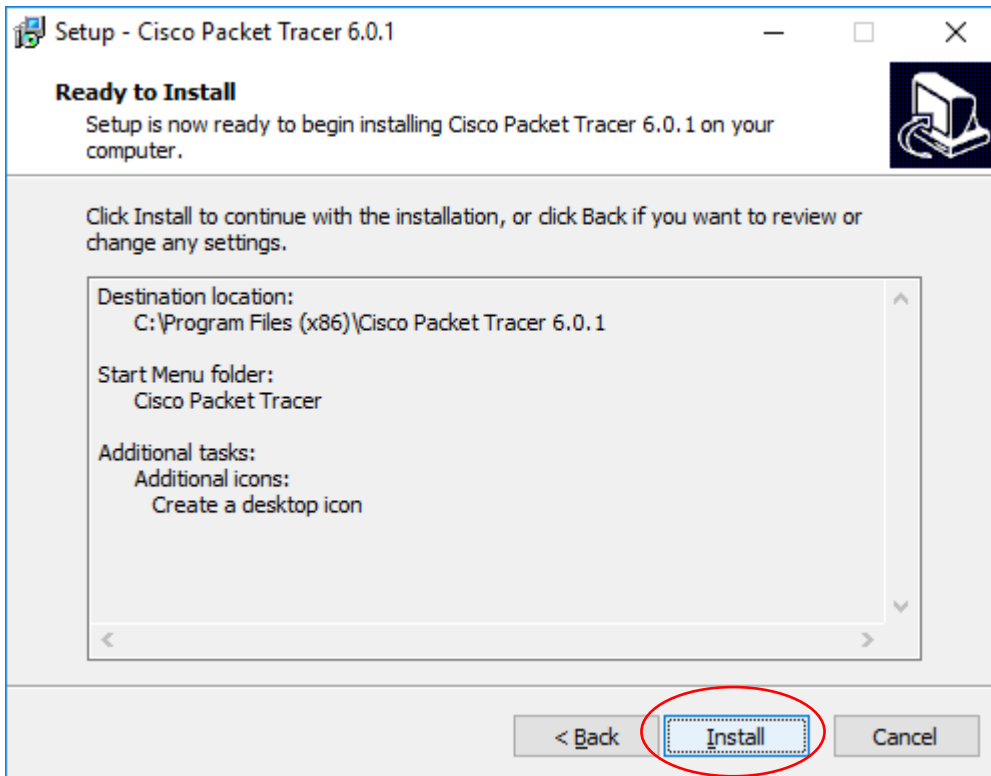 Setup - Cisco Packet Tracer 6.0.1
Ready to Install
Setup is now ready to begin installing Cisco Packet Tracer 6.0.1 on your
computer.
Click Install to continue with the installation, or click Back if you want to review or
change any settings.
Destination location:
C:\Program Files (x86)\Cisco Packet Tracer 6.0.1
Start Menu folder:
Cisco Packet Tracer
Additional tasks:
Additional icons:
Create a desktop icon
< Back Install Cancel